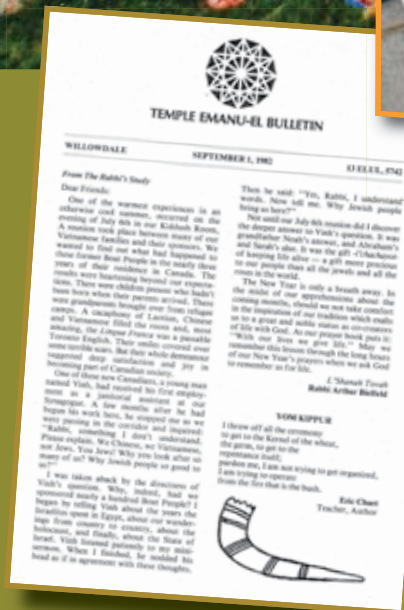 TEMPLE EMANU-EL BULLETIN
WILLOWDALE
SEPTEMBER 1, 1982
13 ELUL, 5742
From The Rabbi's Study
Dear Friends:
One of the warmest experiences in an
otherwise cool summer, occurred on the
evening of July 6th in our Kiddush Room.
A reunion took place between many of our
Vietnamese families and their sponsors. We
wanted to find out what had happened to
these former Boat People in the nearly three
years of their residence in Canada. The
results were heartening beyond our expecta-
tions. There were children present who hadn't
been born when their parents arrived. There
were grandparents brought over from refugee
camps. A cacaphony of Laotian, Chinese
and Vietnamese filled the room and, most
amazing, the Lingua Franca was a passable
Toronto English. Their smiles covered over
some terrible scars. But their whole demeanour
suggested deep satisfaction and joy in
becoming part of Canadian society.
One of these new Canadians, a young man
named Vinh, had received his first employ-
ment as a janitorial assistant at our
Synagogue. A few months after he had
begun his work here, he stopped me as we
were passing in the corridor and inquired:
"Rabbi, something I don't understand.
Please explain. We Chinese, we Vietnamese,
not Jews. You Jews! Why you look after so
many of us? Why Jewish people so good to
us?"
I was taken aback by the directness of
Vinh's question. Why, indeed, had we
sponsored nearly a hundred Boat People? I
began by telling Vinh about the years the
Israelites spent in Egypt, about our wander-
ings from country to country, about the
holocaust, and finally, about the State of
Israel. Vinh listened patiently to my mini-
sermon. When I finished, he nodded his
head as if in agreement with these thoughts.
Then he said: "Yes, Rabbi, I understand
words. Now tell me. Why Jewish people
bring us here?"
Not until our July 6th reunion did I discover
the deeper answer to Vinh's question. It was
grandfather Noah's answer, and Abraham's
and Sarah's also. It was the gift
of keeping life alive — a gift more precious
to our people than all the jewels and all the
room in the world.
The New Year is only a breath away. In
the midst of our apprehensions about the
coming months, should we not take comfort
in the inspiration of our tradition which exalts
us to a great and noble status as co-creators
of life with God. As our prayer book puts it:
"With our lives we give life." May we
remember this lesson through the long hours
of our New Year's prayers when we ask God
to remember us for life.
L'Shanah Tovah
Rabbi Arthur Bielfeld
YOM KIPPUR
I throw off all the ceremony
to get to the Kernel of the wheat,
the germ, to get to the
repentance itself;
pardon me, I am not trying to get organized,
I am trying to operate
from the fire that is the bush.
Eric
Teacher, Author